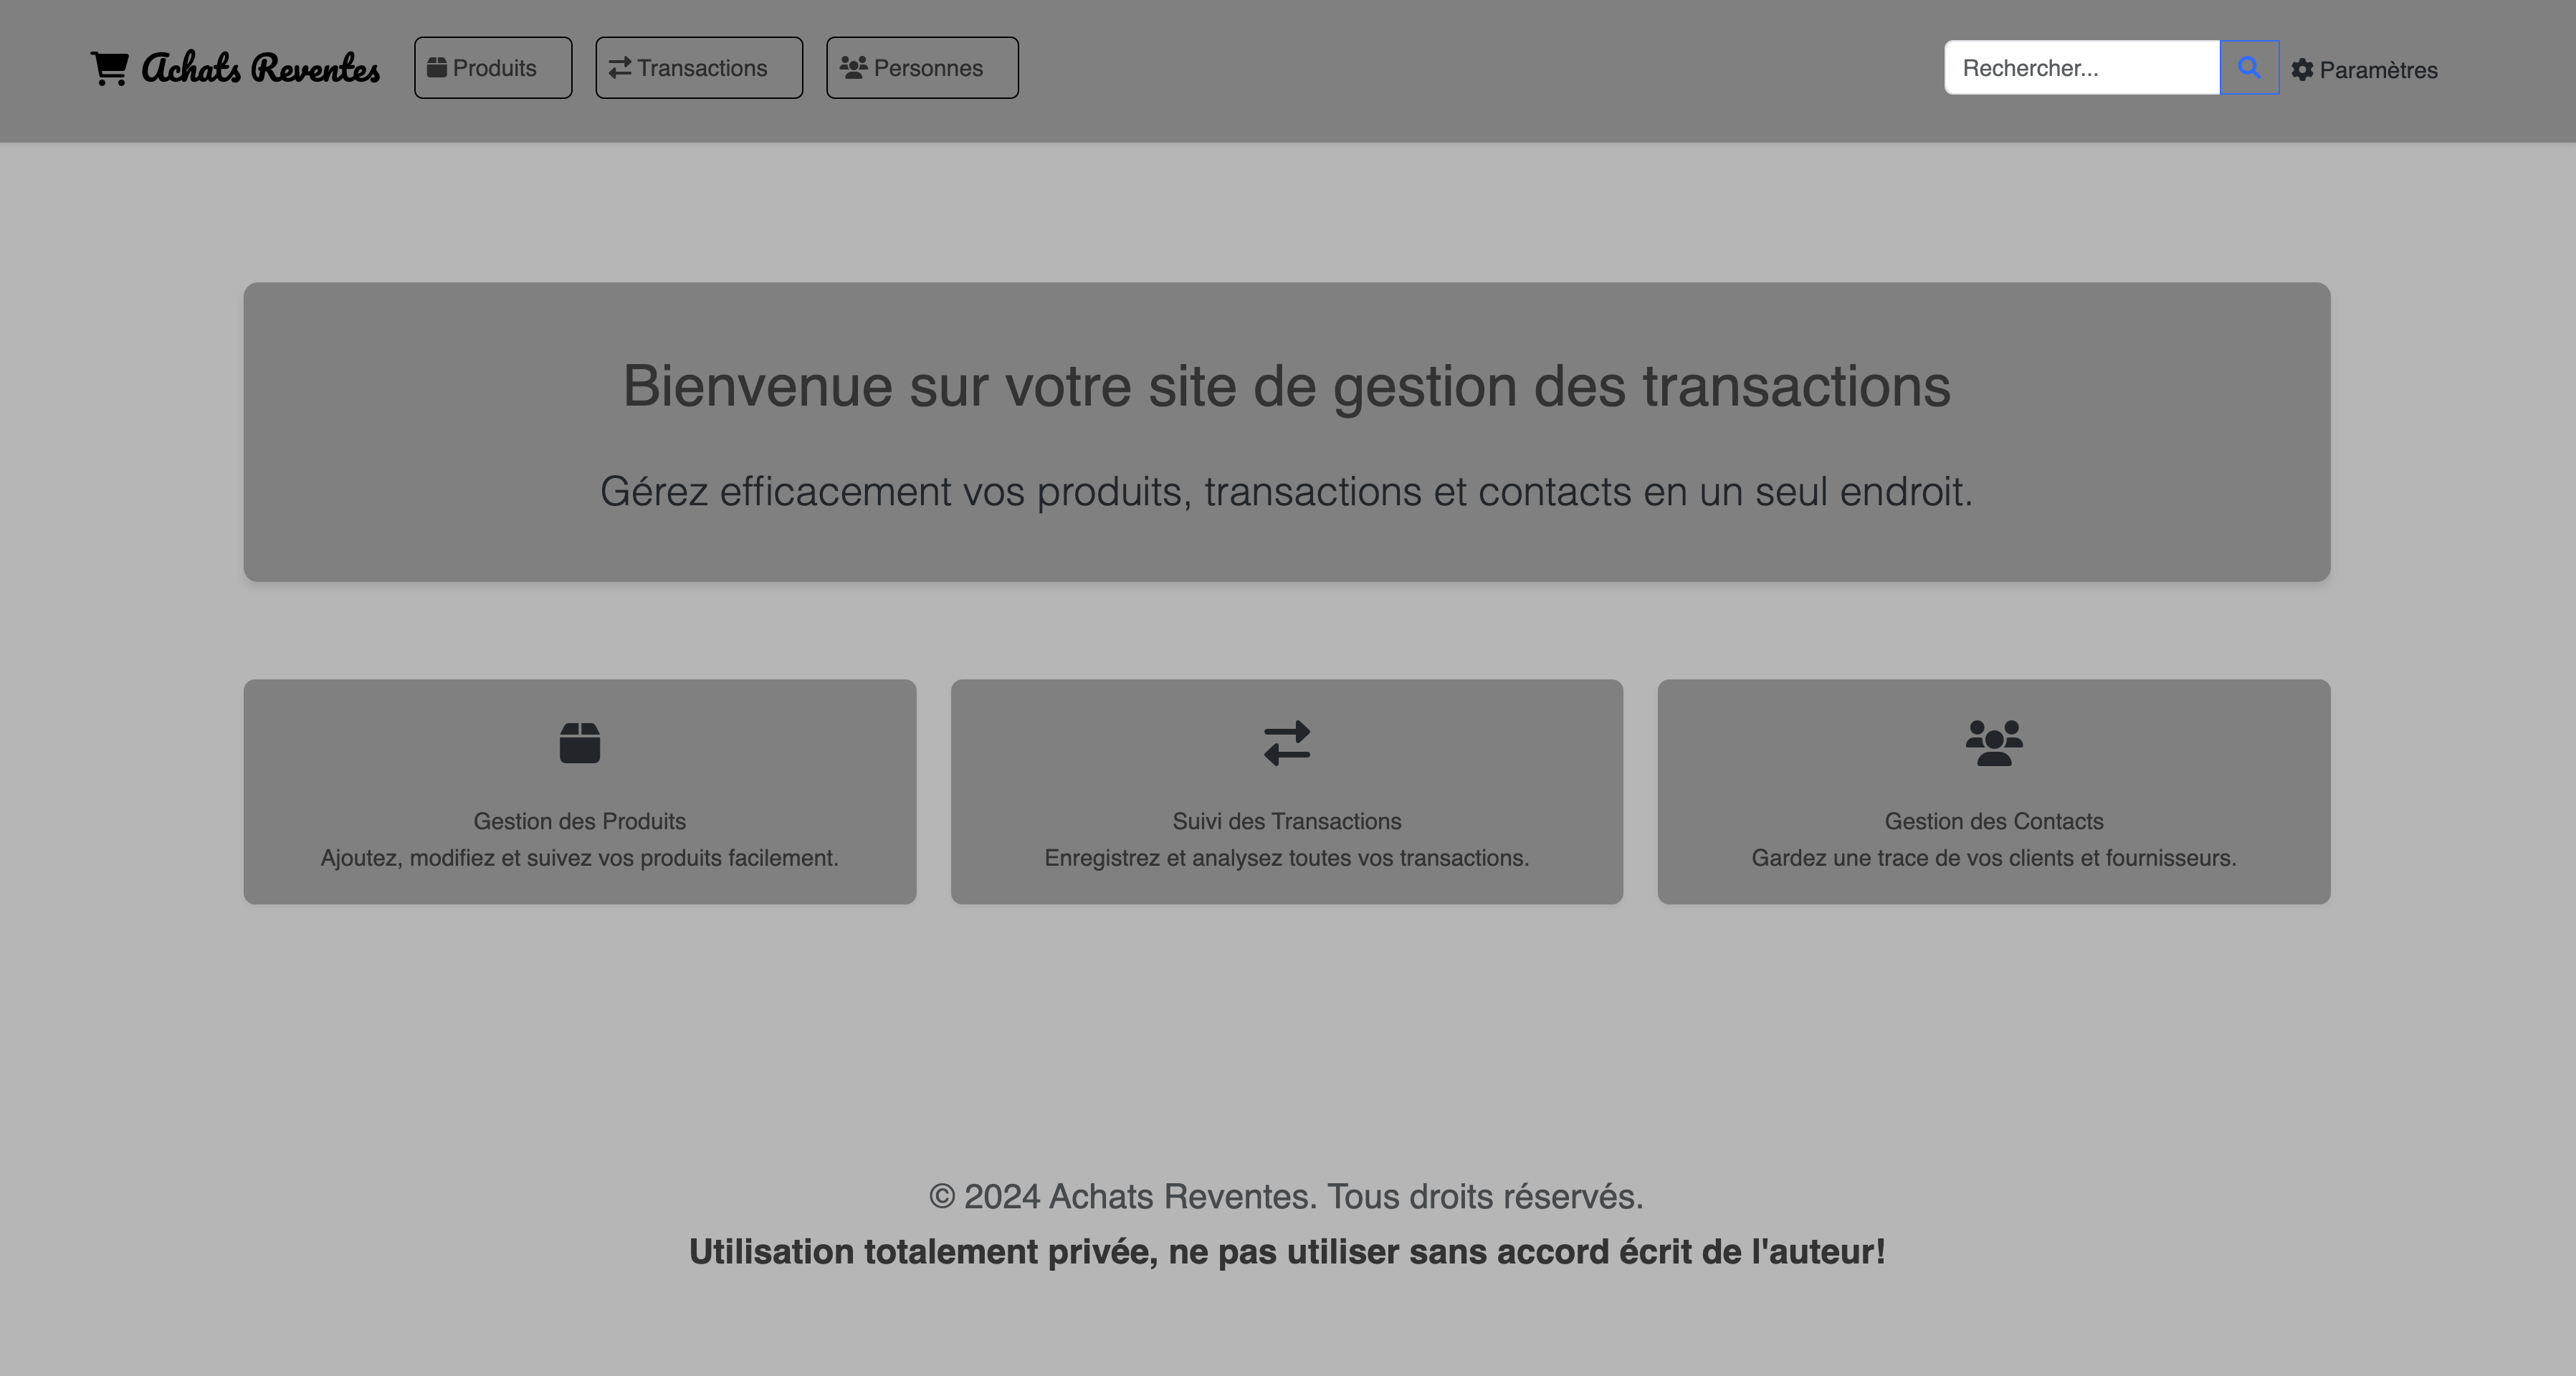 Achats Reventes
Produits
Transactions
Personnes
Rechercher...
Paramètres
Bienvenue sur votre site de gestion des transactions
Gérez efficacement vos produits, transactions et contacts en un seul endroit.
Gestion des Produits
Ajoutez, modifiez et suivez vos produits facilement.
Suivi des Transactions
Enregistrez et analysez toutes vos transactions.
Gestion des Contacts
Gardez une trace de vos clients et fournisseurs.
© 2024 Achats Reventes. Tous droits réservés.
Utilisation totalement privée, ne pas utiliser sans accord écrit de l'auteur!